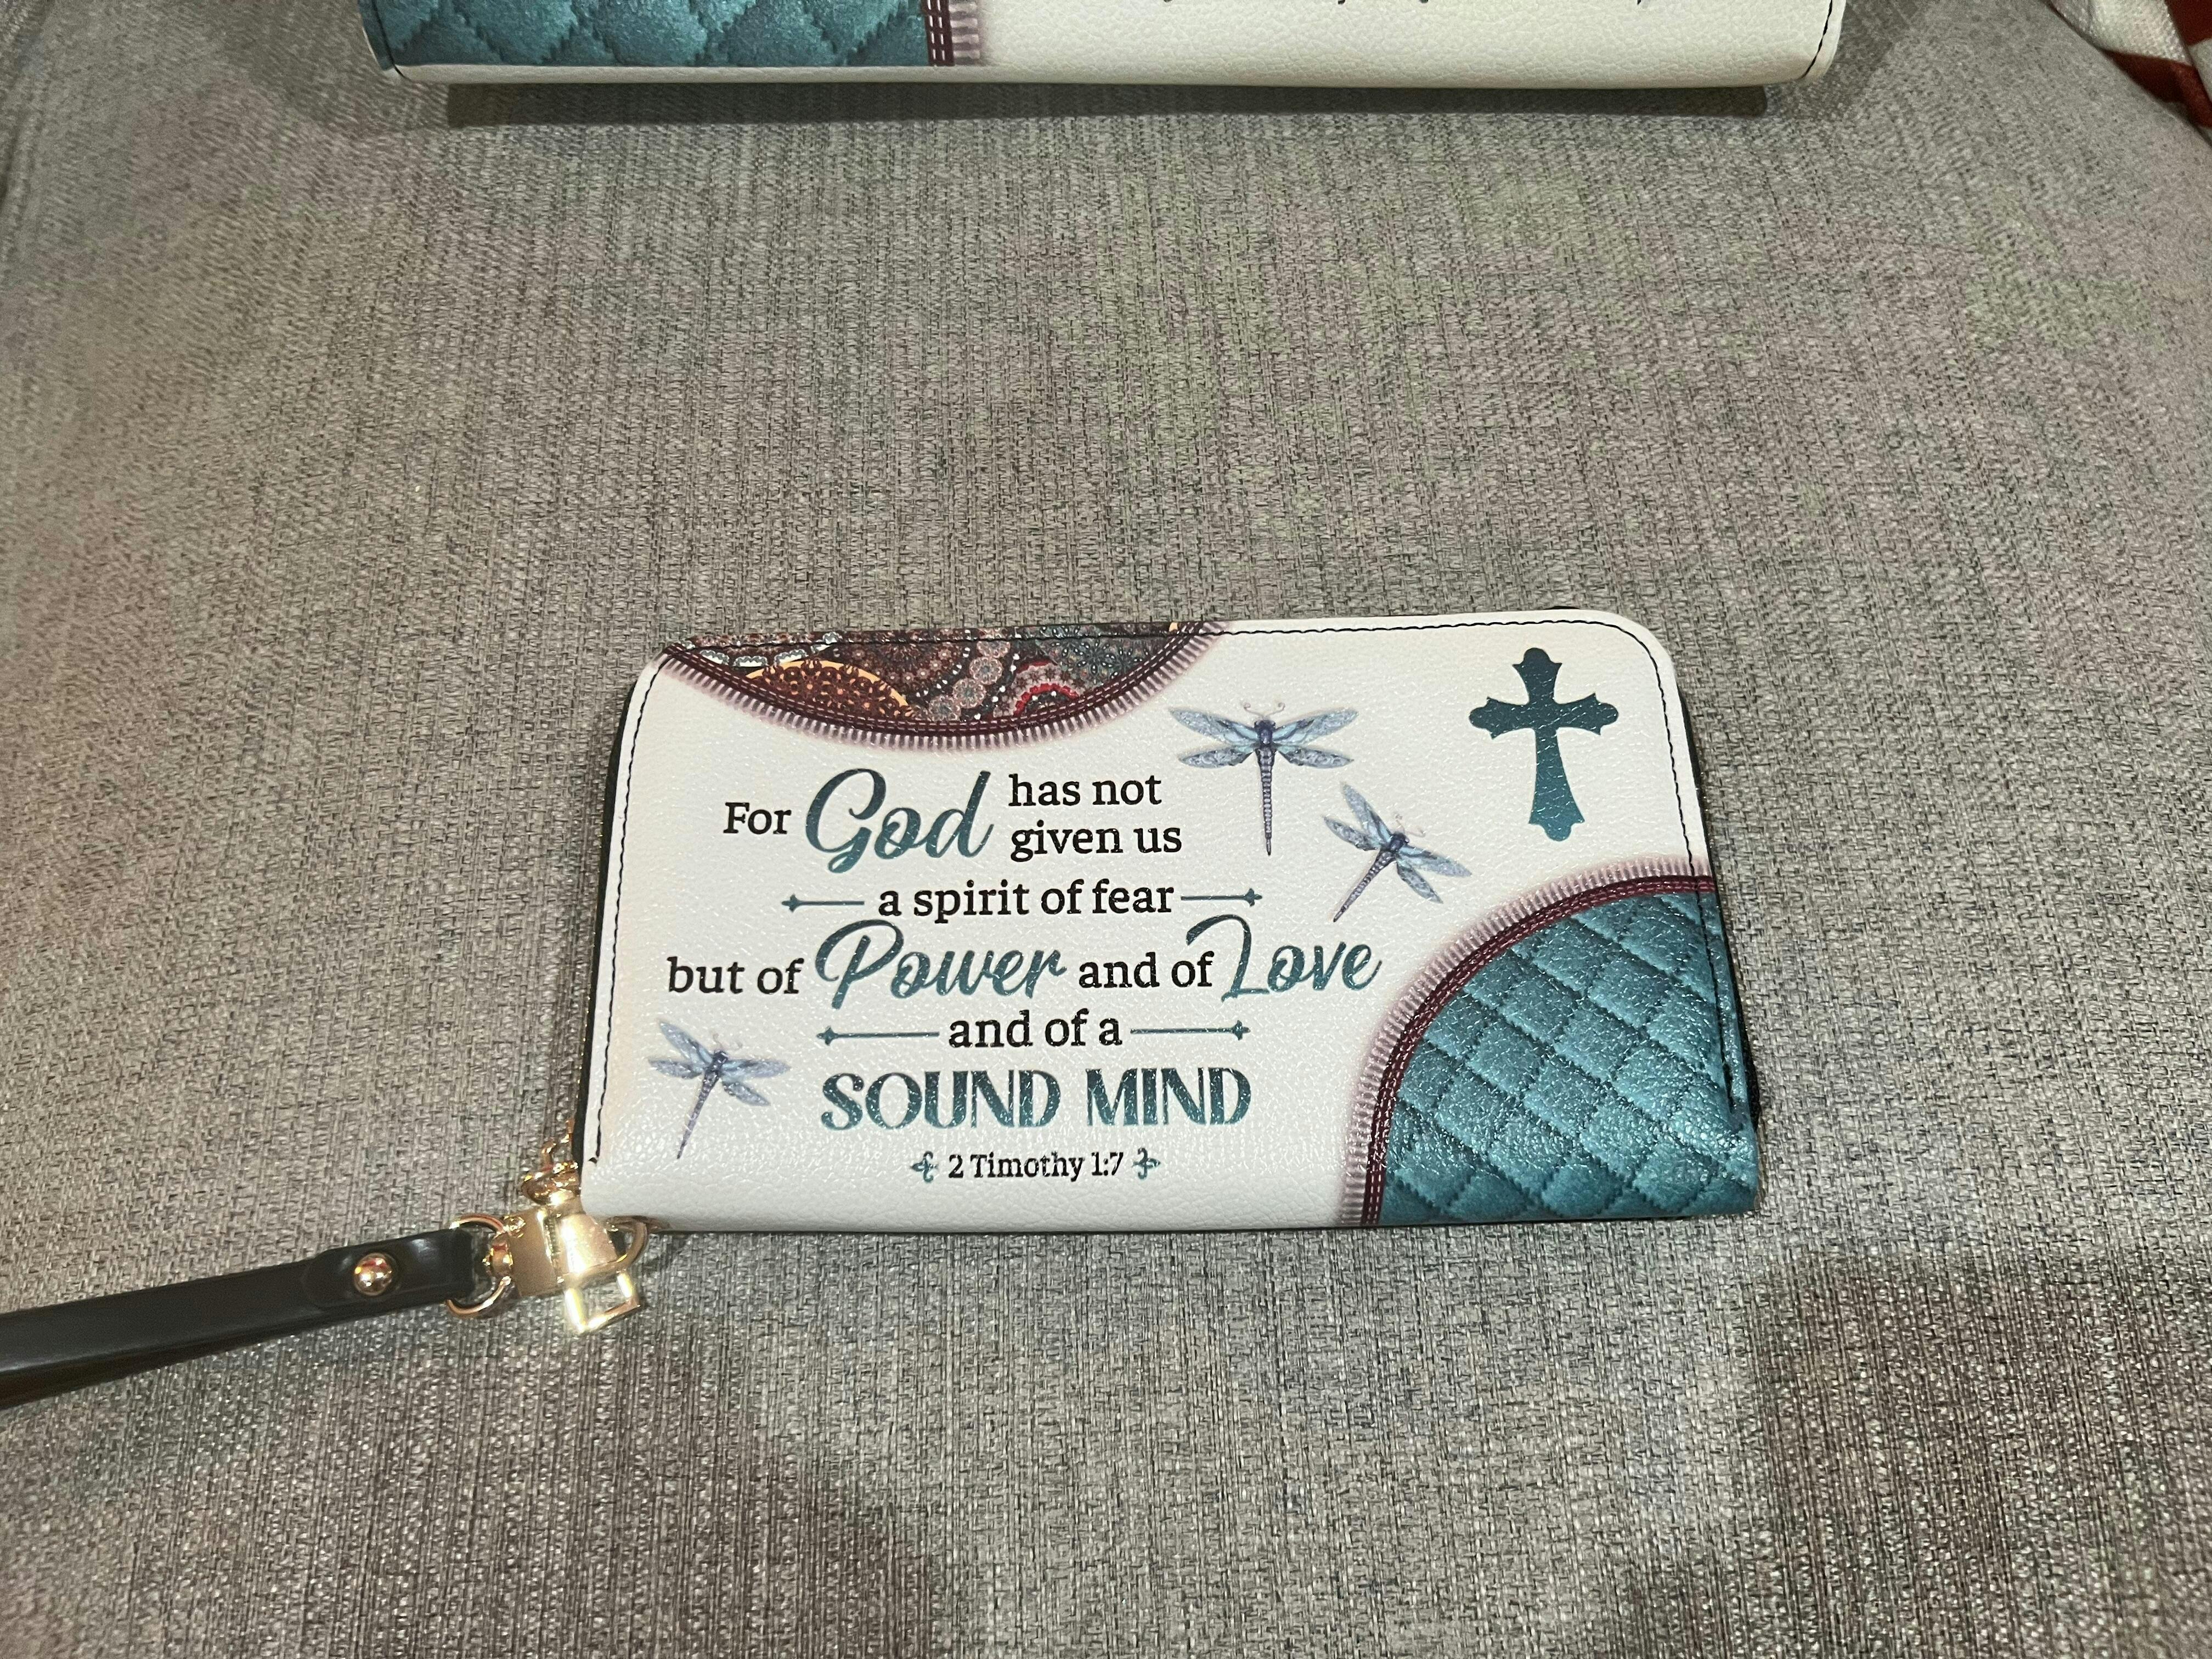 For God has not
given us
a spirit of fear
but of Power and of Love
and of a
SOUND MIND
2 Timothy 1:7